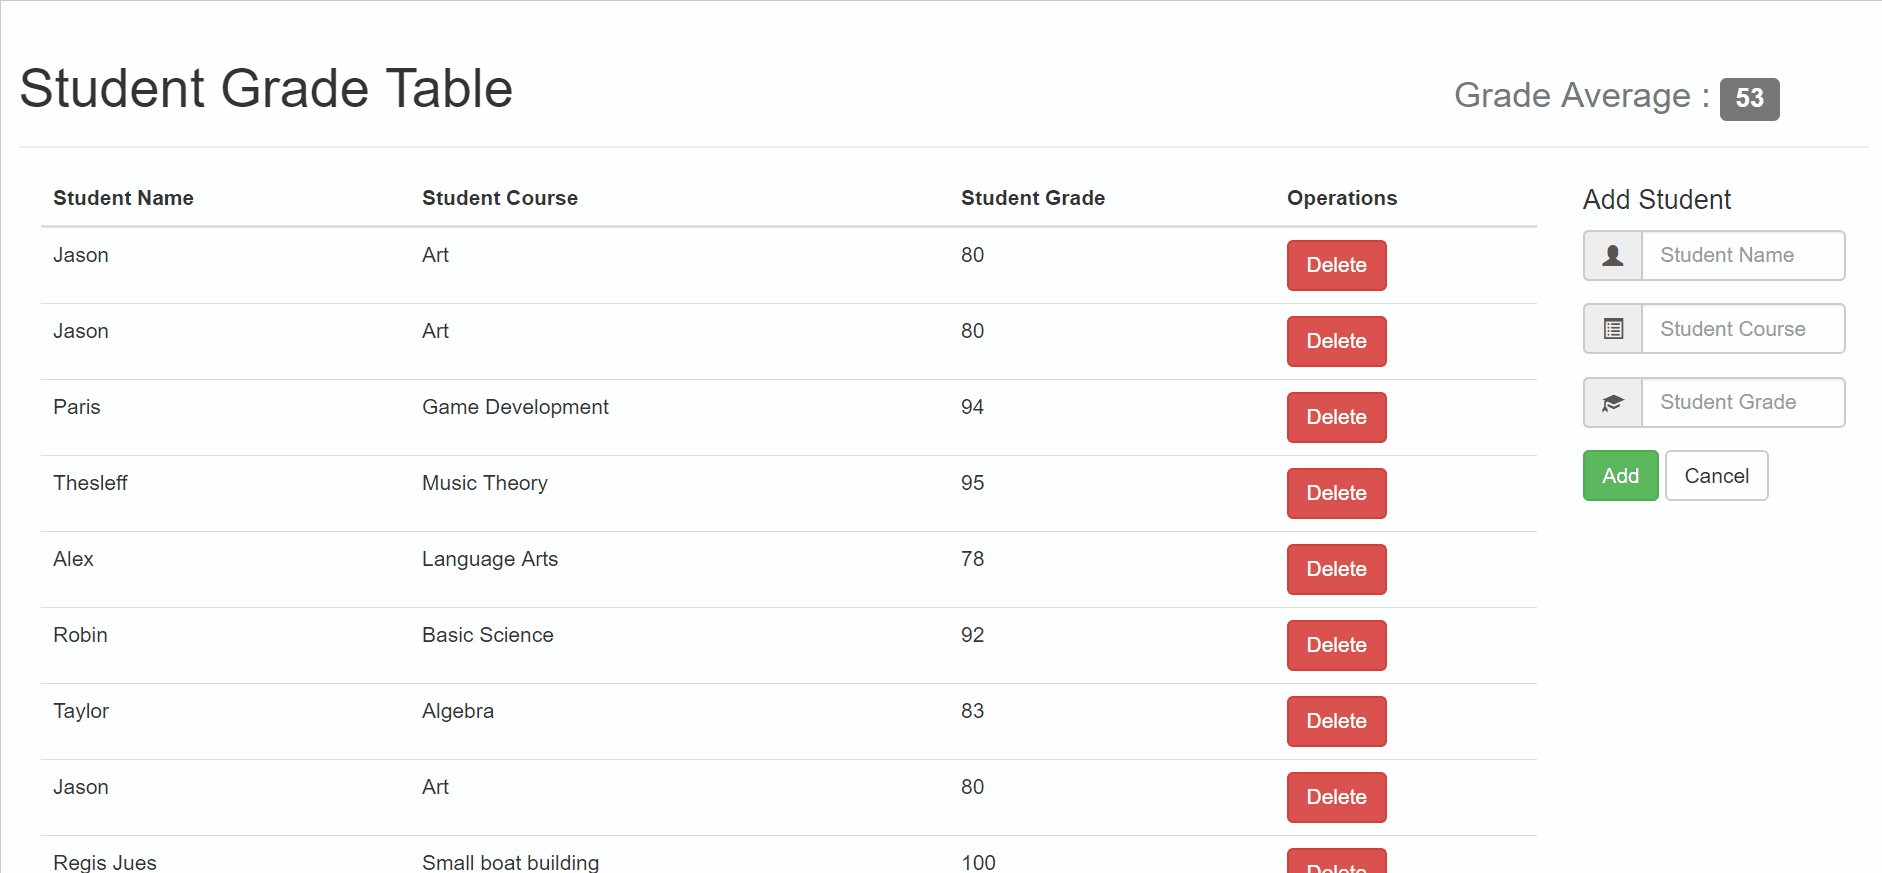 Student Grade Table
Grade Average : 53
Student Name Student Course Student Grade Operations
Jason Art 80 Delete
Jason Art 80 Delete
Paris Game Development 94 Delete
Thesleff Music Theory 95 Delete
Alex Language Arts 78 Delete
Robin Basic Science 92 Delete
Taylor Algebra 83 Delete
Jason Art 80 Delete
Regis Jues Small boat building 100 Delete
Add Student
Student Name
Student Course
Student Grade
Add Cancel